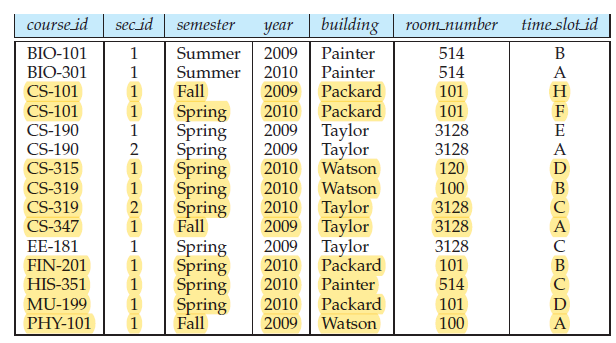 course_id sec_id semester year building room_number time_slot_id
BIO-101 1 Summer 2009 Painter 514 B
BIO-301 1 Summer 2010 Painter 514 A
CS-101 1 Fall 2009 Packard 101 H
CS-101 1 Spring 2010 Packard 101 F
CS-190 1 Spring 2009 Taylor 3128 E
CS-190 2 Spring 2009 Taylor 3128 A
CS-315 1 Spring 2010 Watson 120 D
CS-319 1 Spring 2010 Watson 100 B
CS-319 2 Spring 2010 Taylor 3128 C
CS-347 1 Fall 2009 Taylor 3128 A
EE-181 1 Spring 2009 Taylor 3128 C
FIN-201 1 Spring 2010 Packard 101 B
HIS-351 1 Spring 2010 Painter 514 C
MU-199 1 Spring 2010 Packard 101 D
PHY-101 1 Fall 2009 Watson 100 A